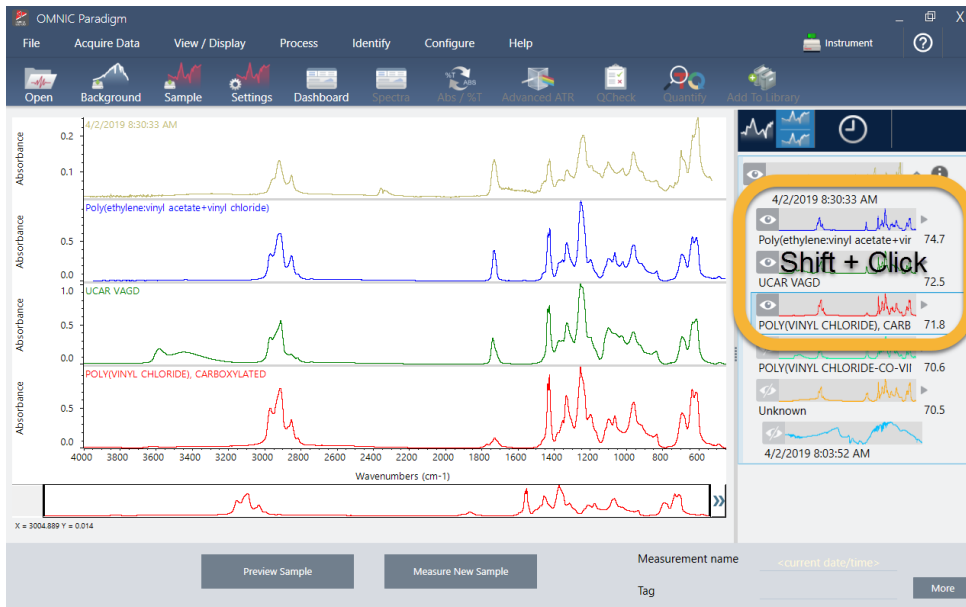 OMNIC Paradigm
File Acquire Data View / Display Process Identify Configure Help Instrument
Open Background Sample Settings Dashboard Spectra Abs / %T Advanced ATR QCheck Quantify Add To Library
4/2/2019 8:30:33 AM
Absorbance
0.2
0.1
Poly(ethylene:vinyl acetate+vinyl chloride)
Absorbance
0.5
0.0
UCAR VAGD
Absorbance
1.0
0.5
0.0
POLY(VINYL CHLORIDE), CARBOXYLATED
Absorbance
0.5
0.0
4000 3800 3600 3400 3200 3000 2800 2600 2400 2200 2000 1800 1600 1400 1200 1000 800 600
Wavenumbers (cm-1)
X = 3004.889 Y = 0.014
4/2/2019 8:30:33 AM
Poly(ethylene:vinyl acetate+vir 74.7
Shift + Click
UCAR VAGD 72.5
POLY(VINYL CHLORIDE), CARB 71.8
POLY(VINYL CHLORIDE-CO-VII 70.6
Unknown 70.5
4/2/2019 8:03:52 AM
Preview Sample
Measure New Sample
Measurement name <current date/time>
Tag
More